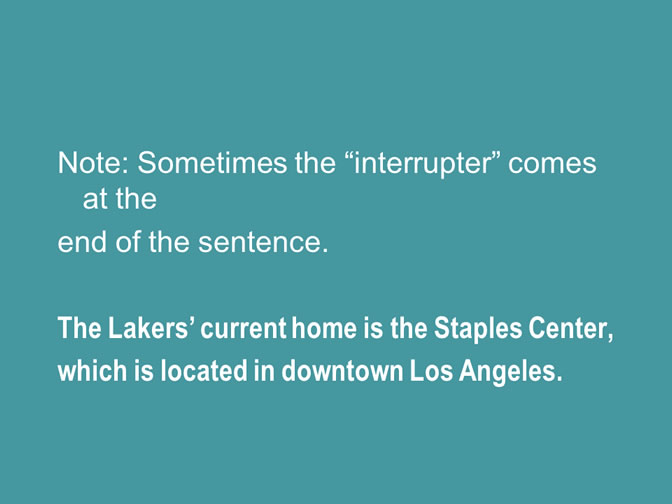 Note: Sometimes the “interrupter” comes
at the
end of the sentence.
The Lakers’ current home is the Staples Center,
which is located in downtown Los Angeles.